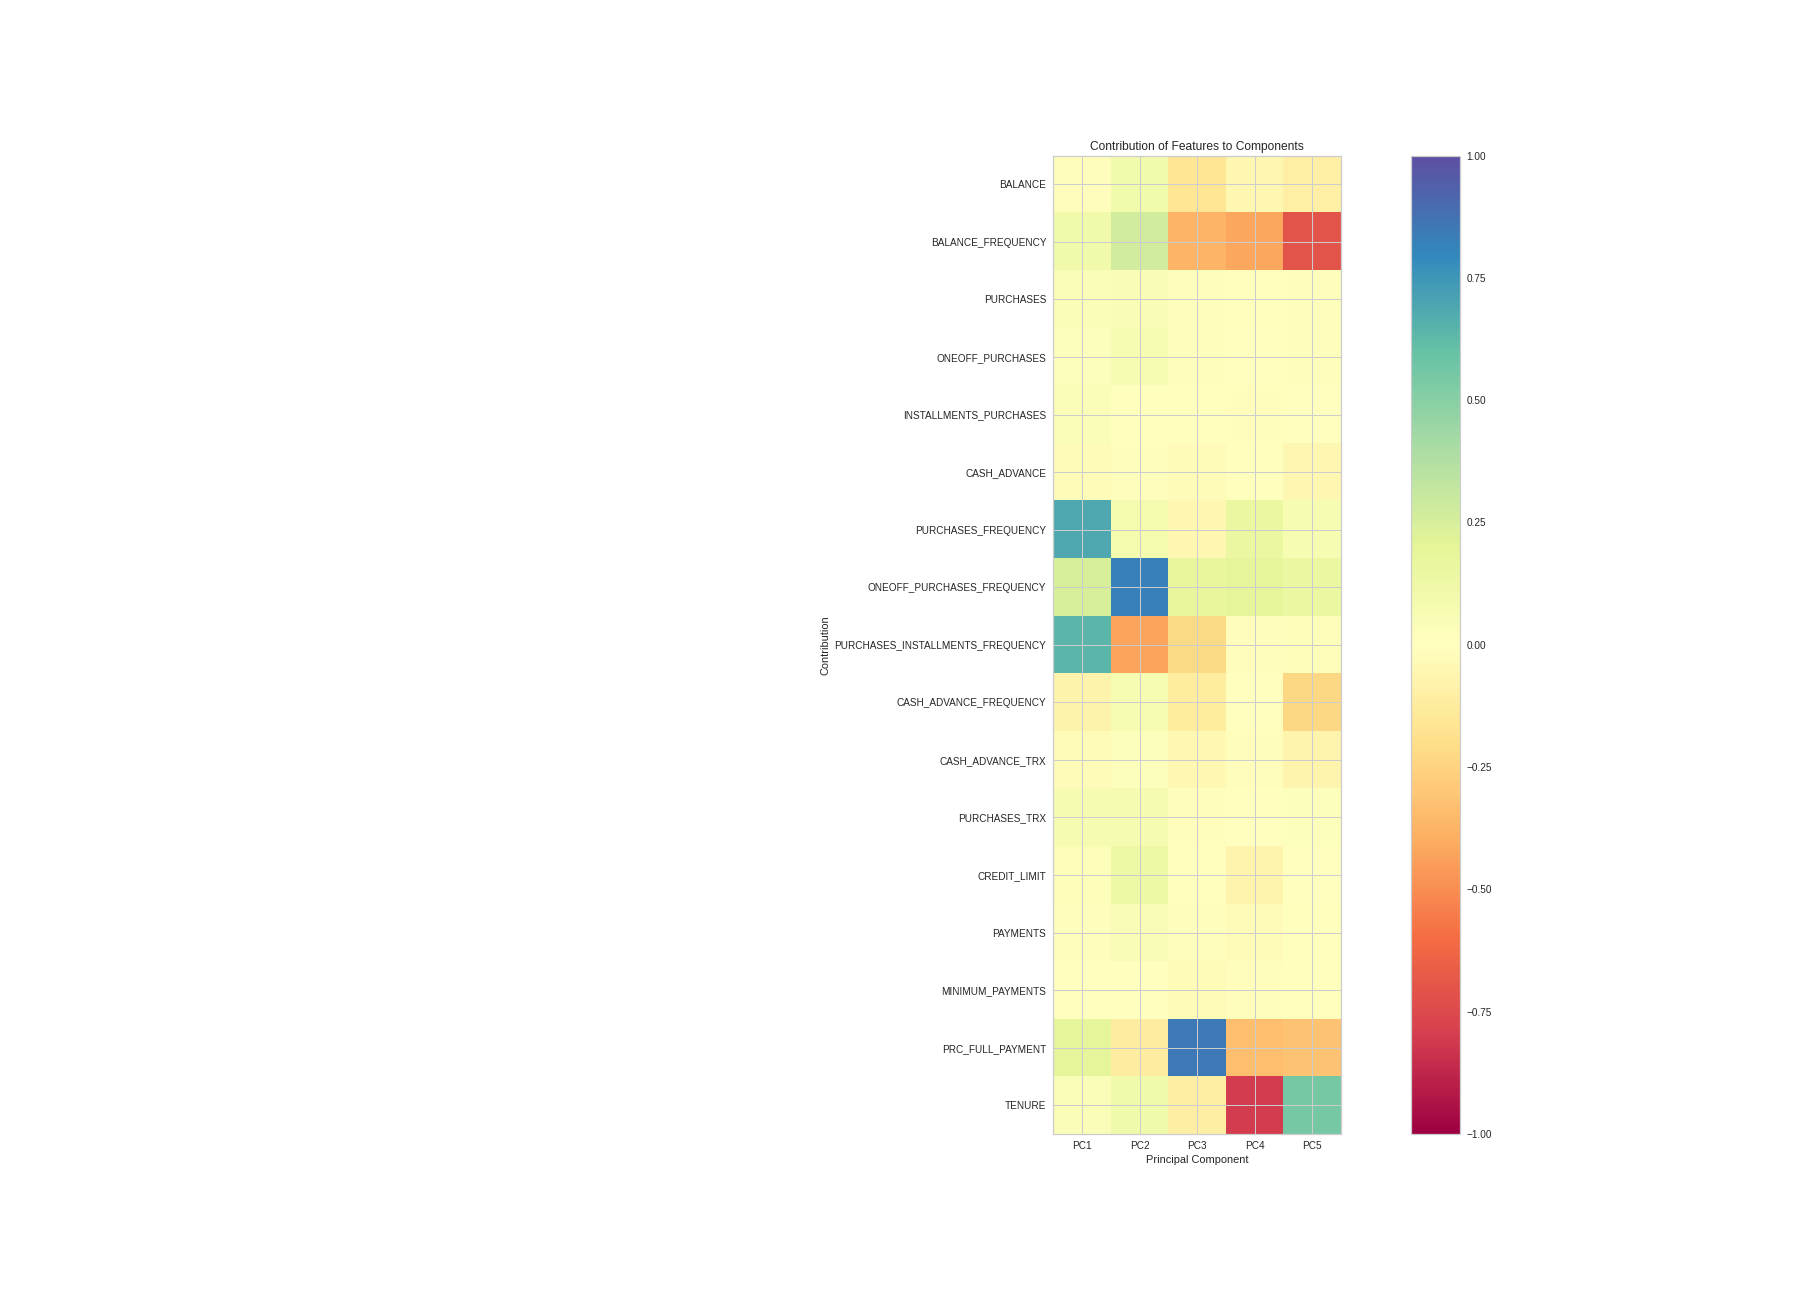 Contribution of Features to Components
BALANCE
BALANCE_FREQUENCY
PURCHASES
ONEOFF_PURCHASES
INSTALLMENTS_PURCHASES
CASH_ADVANCE
PURCHASES_FREQUENCY
ONEOFF_PURCHASES_FREQUENCY
PURCHASES_INSTALLMENTS_FREQUENCY
CASH_ADVANCE_FREQUENCY
CASH_ADVANCE_TRX
PURCHASES_TRX
CREDIT_LIMIT
PAYMENTS
MINIMUM_PAYMENTS
PRC_FULL_PAYMENT
TENURE
Contribution
PC1 PC2 PC3 PC4 PC5
Principal Component
1.00
0.75
0.50
0.25
0.00
−0.25
−0.50
−0.75
−1.00